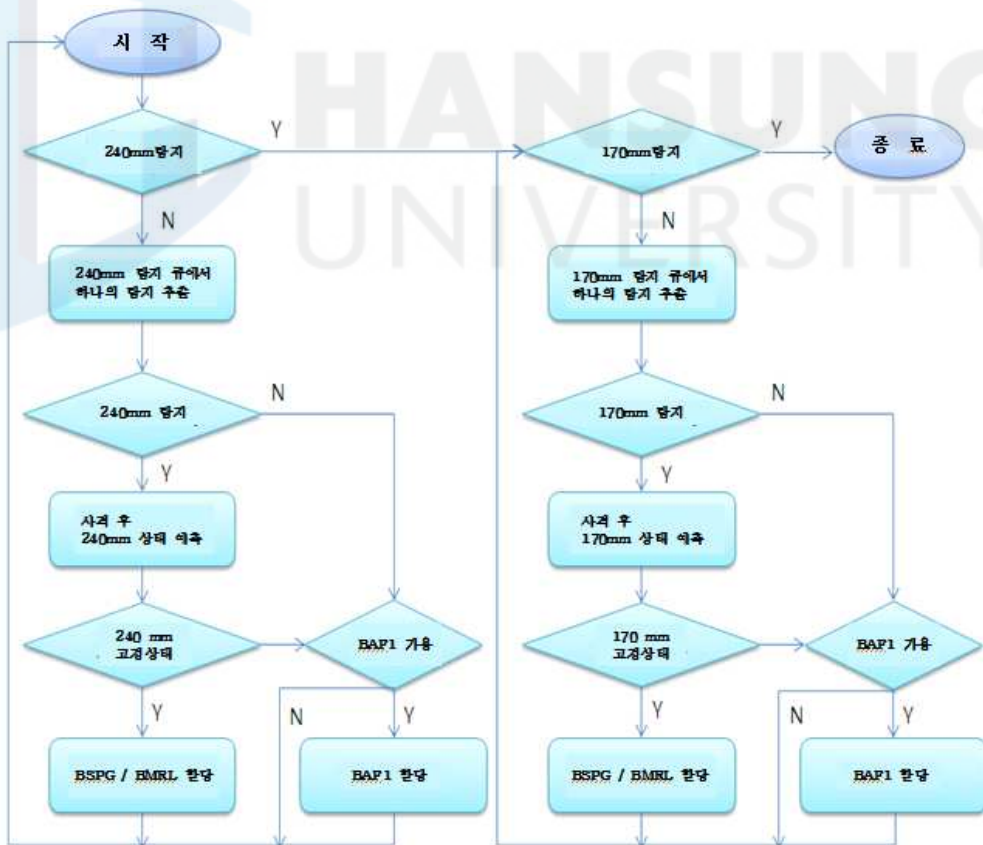 HANSUNG
UNIVERSITY
시 작
240mm탐지
Y
N
240mm 탐지 큐에서
하나의 탐지 추출
240mm 탐지
N
Y
사격 후
240mm 상태 예측
240 mm
고정상태
BAF1 가용
Y
N
Y
BSPG / BMRL 할당
BAF1 할당
170mm탐지
Y
종 료
N
170mm 탐지 큐에서
하나의 탐지 추출
170mm 탐지
N
Y
사격 후
170mm 상태 예측
170 mm
고정상태
BAF1 가용
Y
N
Y
BSPG / BMRL 할당
BAF1 할당